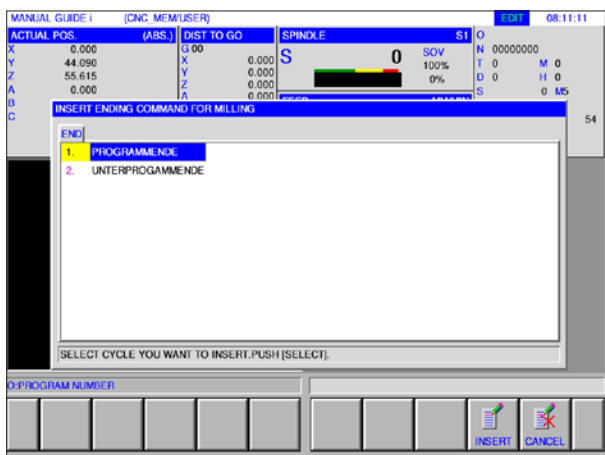 MANUAL GUIDE i (CNC_MEM/USER) EDIT 08:11:11
ACTUAL POS. (ABS.) DIST TO GO SPINDLE S1 O
X 0.000 G 00 N 00000000
Y 44.090 X 0.000 S 0 SOV T 0 M 0
Z 55.615 Y 0.000 100% D 0 H 0
A 0.000 Z 0.000 0% S 0 M5
B A 0.000
C 54
INSERT ENDING COMMAND FOR MILLING
END
1. PROGRAMMENDE
2. UNTERPROGAMMENDE
SELECT CYCLE YOU WANT TO INSERT.PUSH [SELECT].
O:PROGRAM NUMBER
INSERT CANCEL